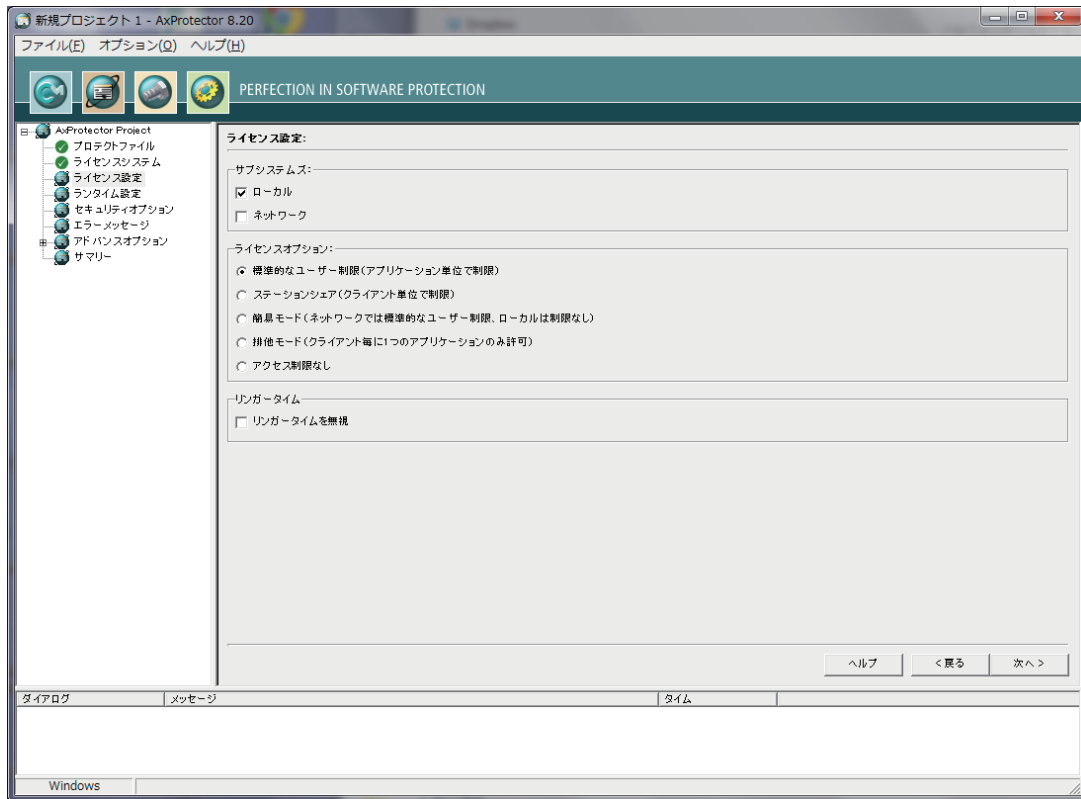 新規プロジェクト 1 - AxProtector 8.20
ファイル(F) オプション(O) ヘルプ(H)
PERFECTION IN SOFTWARE PROTECTION
AxProtector Project
プロテクトファイル
ライセンスシステム
ライセンス設定
ランタイム設定
セキュリティオプション
エラーメッセージ
アドバンスオプション
サマリー
ライセンス設定:
サブシステムズ:
ローカル
ネットワーク
ライセンスオプション:
標準的なユーザー制限(アプリケーション単位で制限)
ステーションシェア(クライアント単位で制限)
簡易モード(ネットワークでは標準的なユーザー制限、ローカルは制限なし)
排他モード(クライアント毎に1つのアプリケーションのみ許可)
アクセス制限なし
リンガータイム
リンガータイムを無視
ヘルプ <戻る 次へ>
ダイアログ メッセージ タイム
Windows